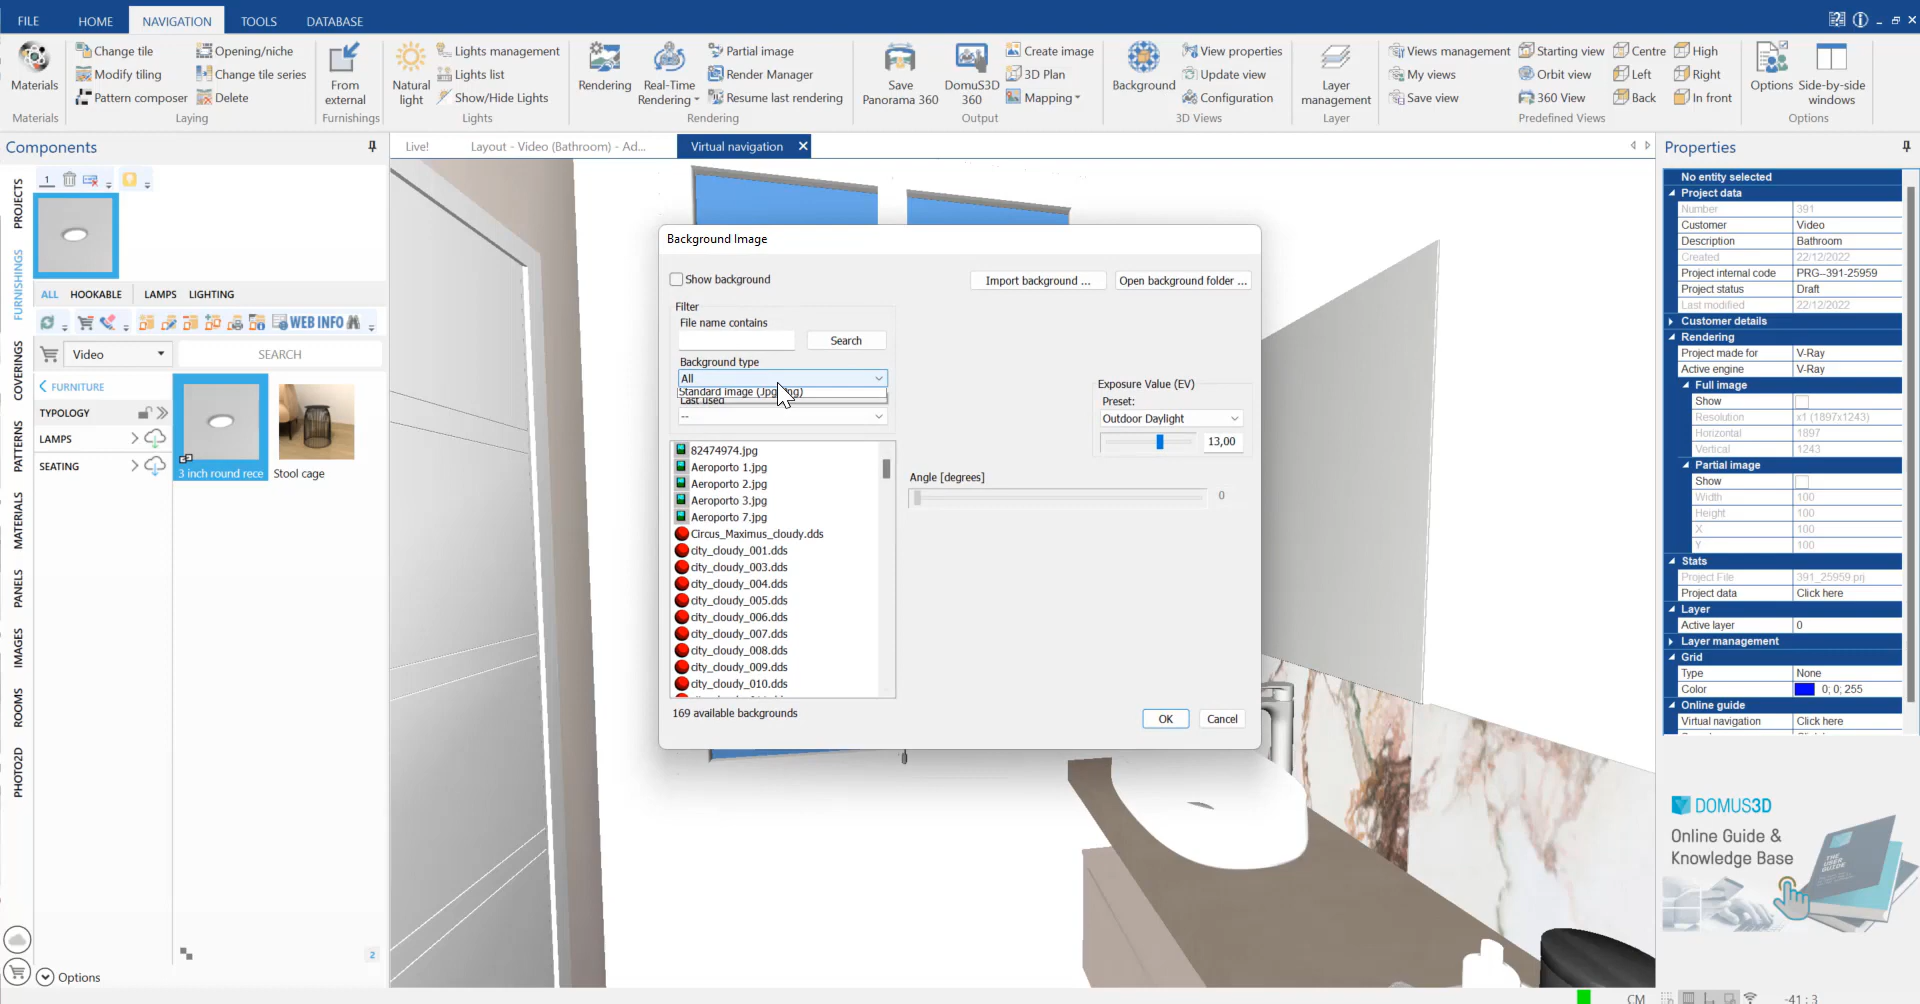 FILE
HOME
NAVIGATION
TOOLS
DATABASE
Materials
Materials
Change tile
Modify tiling
Pattern composer
Opening/niche
Change tile series
Delete
Laying
From external
Furnishings
Natural light
Lights management
Lights list
Show/Hide Lights
Lights
Rendering
Real-Time Rendering
Partial image
Render Manager
Resume last rendering
Rendering
Save Panorama 360
DomuS3D 360
Create image
3D Plan
Mapping
Output
Background
View properties
Update view
Configuration
3D Views
Layer management
Layer
Views management
My views
Save view
Starting view
Orbit view
360 View
Centre
Left
Back
High
Right
In front
Predefined Views
Options
Side-by-side windows
Options
Components
Live!
Layout - Video (Bathroom) - Ad...
Virtual navigation
Properties
PROJECTS
FURNISHINGS
COVERINGS
PATTERNS
MATERIALS
PANELS
IMAGES
ROOMS
PHOTO2D
1
ALL
HOOKABLE
LAMPS
LIGHTING
WEB INFO
Video
SEARCH
FURNITURE
TYPOLOGY
LAMPS
SEATING
3 inch round rece
Stool cage
2
Options
Background Image
Show background
Import background ...
Open background folder ...
Filter
File name contains
Search
Background type
All
Standard image (Jpg
Last used
--
82474974.jpg
Aeroporto 1.jpg
Aeroporto 2.jpg
Aeroporto 3.jpg
Aeroporto 7.jpg
Circus_Maximus_cloudy.dds
city_cloudy_001.dds
city_cloudy_003.dds
city_cloudy_004.dds
city_cloudy_005.dds
city_cloudy_006.dds
city_cloudy_007.dds
city_cloudy_008.dds
city_cloudy_009.dds
city_cloudy_010.dds
169 available backgrounds
Exposure Value (EV)
Preset:
Outdoor Daylight
13,00
Angle [degrees]
0
OK
Cancel
No entity selected
Project data
Number 391
Customer Video
Description Bathroom
Created 22/12/2022
Project internal code PRG--391-25959
Project status Draft
Last modified 22/12/2022
Customer details
Rendering
Project made for V-Ray
Active engine V-Ray
Full image
Show
Resolution x1 (1897x1243)
Horizontal 1897
Vertical 1243
Partial image
Show
Width 100
Height 100
X 100
Y 100
Stats
Project File 391_25959.prj
Project data Click here
Layer
Active layer 0
Layer management
Grid
Type None
Color 0; 0; 255
Online guide
Virtual navigation Click here
DOMUS3D
Online Guide &
Knowledge Base
THE
USER
GUIDE
CM
-41 : 3